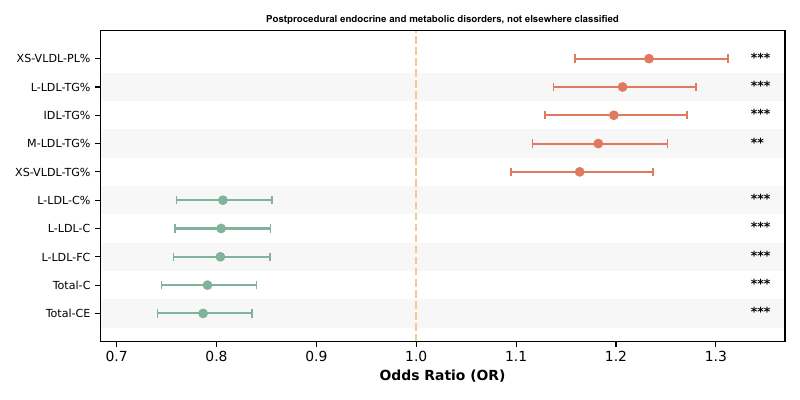 Postprocedural endocrine and metabolic disorders, not elsewhere classified
XS-VLDL-PL% ***
L-LDL-TG% ***
IDL-TG% ***
M-LDL-TG% **
XS-VLDL-TG%
L-LDL-C% ***
L-LDL-C ***
L-LDL-FC ***
Total-C ***
Total-CE ***
0.7 0.8 0.9 1.0 1.1 1.2 1.3
Odds Ratio (OR)